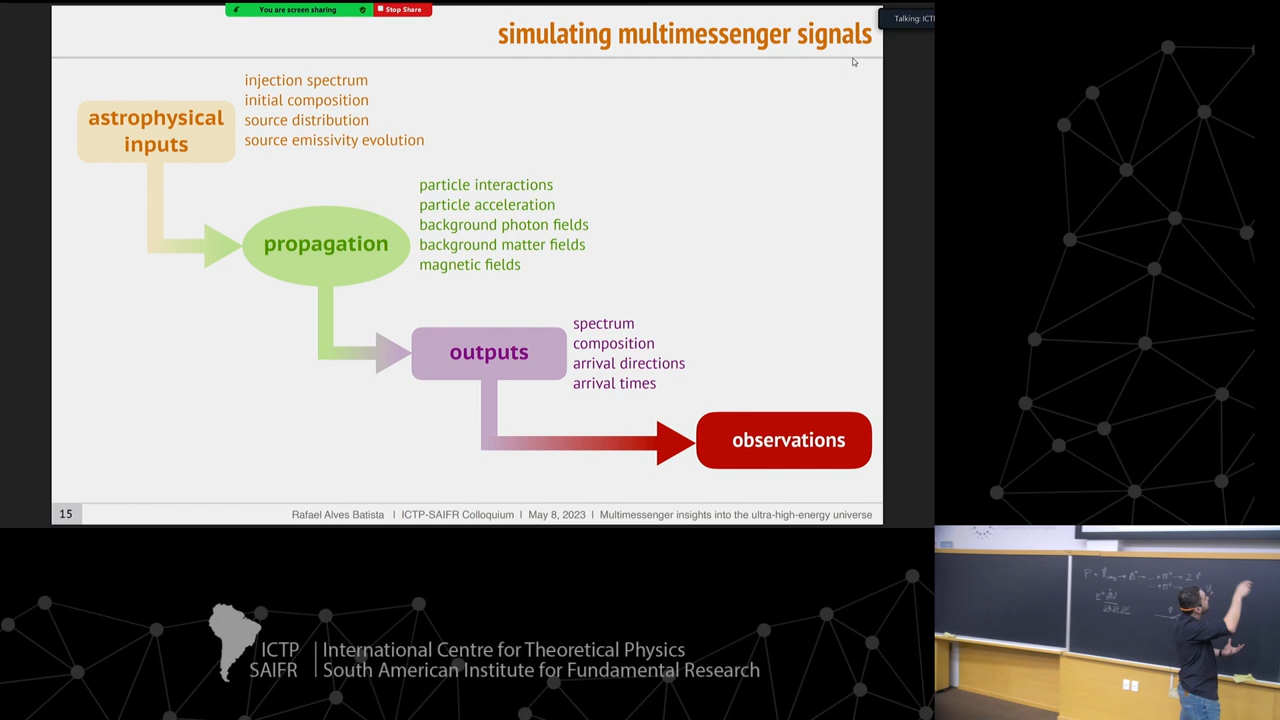 You are screen sharing
Stop Share
Talking: ICTI
simulating multimessenger signals
astrophysical
inputs
injection spectrum
initial composition
source distribution
source emissivity evolution
propagation
particle interactions
particle acceleration
background photon fields
background matter fields
magnetic fields
outputs
spectrum
composition
arrival directions
arrival times
observations
15
Rafael Alves Batista | ICTP-SAIFR Colloquium | May 8, 2023 | Multimessenger insights into the ultra-high-energy universe
ICTP
SAIFR
International Centre for Theoretical Physics
South American Institute for Fundamental Research